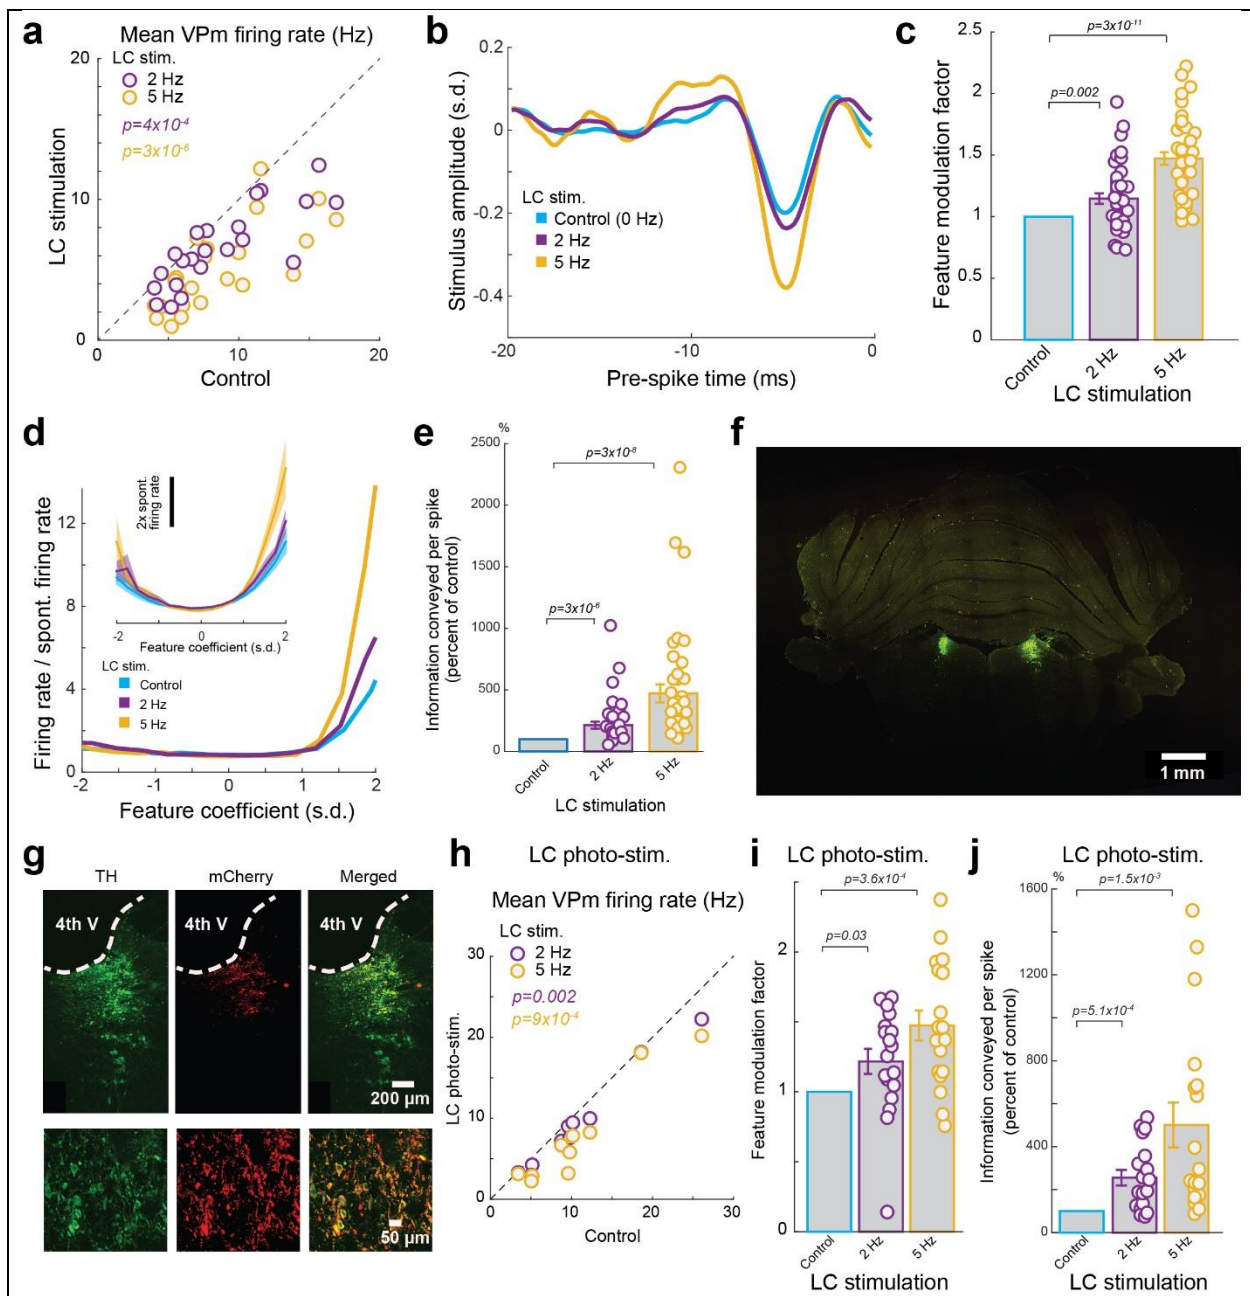 a
Mean VPm firing rate (Hz)
20
LC stim.
2 Hz
5 Hz
p=4x10-4
p=3x10-6
10
0
LC stimulation
0
10
20
Control
b
0.2
0
-0.2
-0.4
Stimulus amplitude (s.d.)
LC stim.
Control (0 Hz)
2 Hz
5 Hz
-20
-10
0
Pre-spike time (ms)
c
2.5
2
1.5
1
0.5
0
Feature modulation factor
p=3x10-11
p=0.002
Control
2 Hz
5 Hz
LC stimulation
d
12
8
4
0
Firing rate / spont. firing rate
2x spont.
firing rate
-2
0
2
Feature coefficient (s.d.)
LC stim.
Control
2 Hz
5 Hz
-2
-1
0
1
2
Feature coefficient (s.d.)
e
%
2500
2000
1500
1000
500
0
Information conveyed per spike
(percent of control)
p=3x10-8
p=3x10-6
Control
2 Hz
5 Hz
LC stimulation
f
1 mm
g
TH
mCherry
Merged
4th V
4th V
4th V
200 μm
50 μm
h
LC photo-stim.
Mean VPm firing rate (Hz)
30
LC stim.
2 Hz
5 Hz
p=0.002
p=9x10-4
20
10
0
LC photo-stim.
0
10
20
30
Control
i
LC photo-stim.
p=3.6x10-4
p=0.03
2
1
0
Feature modulation factor
Control
2 Hz
5 Hz
LC stimulation
j
LC photo-stim.
%
1600
1200
800
400
0
Information conveyed per spike
(percent of control)
p=1.5x10-3
p=5.1x10-4
Control
2 Hz
5 Hz
LC stimulation